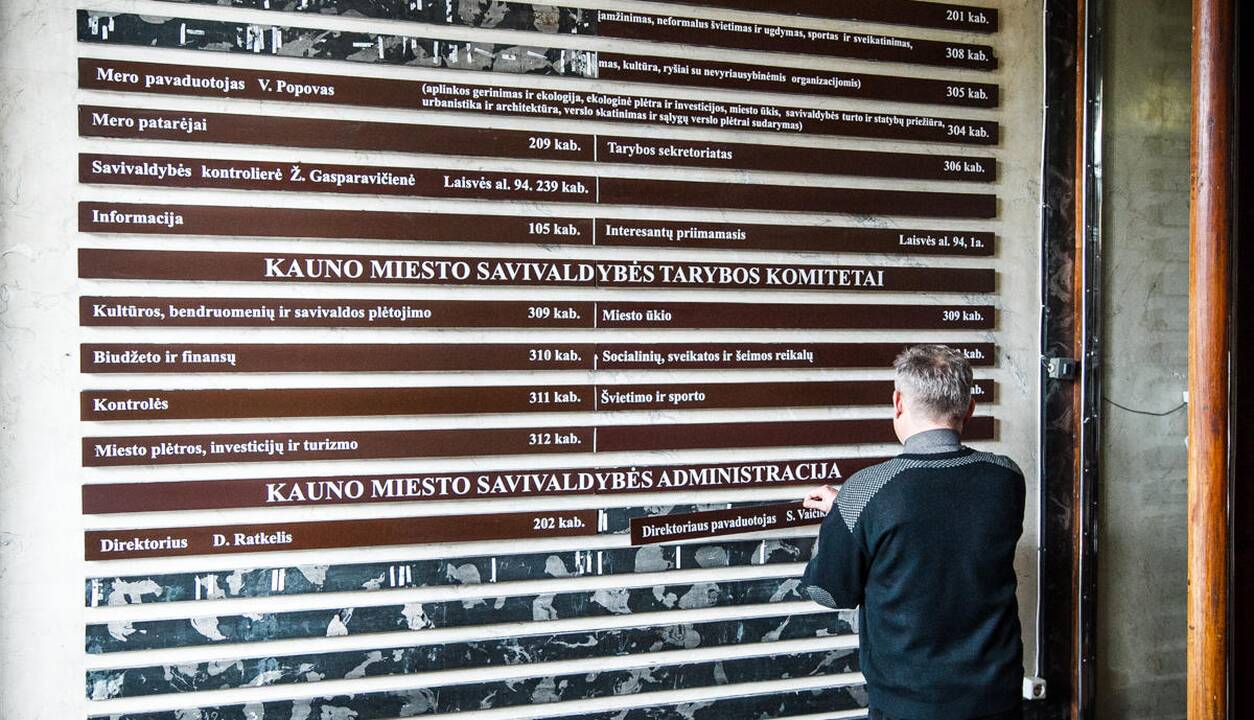 201 kab.
įamžinimas, neformalus švietimas ir ugdymas, sportas ir sveikatinimas,
308 kab.
mas, kultūra, ryšiai su nevyriausybinėmis organizacijomis)
305 kab.
Mero pavaduotojas V. Popovas
(aplinkos gerinimas ir ekologija, ekologinė plėtra ir investicijos, miesto ūkis, savivaldybės turto ir statybų priežiūra,
urbanistika ir architektūra, verslo skatinimas ir sąlygų verslo plėtrai sudarymas)
304 kab.
Mero patarėjai 209 kab.
Tarybos sekretoriatas 306 kab.
Savivaldybės kontrolierė Ž. Gasparavičienė Laisvės al. 94. 239 kab.
Informacija 105 kab.
Interesantų priimamasis Laisvės al. 94, 1a.
KAUNO MIESTO SAVIVALDYBĖS TARYBOS KOMITETAI
Kultūros, bendruomenių ir savivaldos plėtojimo 309 kab.
Miesto ūkio 309 kab.
Biudžeto ir finansų 310 kab.
Socialinių, sveikatos ir šeimos reikalų kab.
Kontrolės 311 kab.
Švietimo ir sporto
Miesto plėtros, investicijų ir turizmo 312 kab.
KAUNO MIESTO SAVIVALDYBĖS ADMINISTRACIJA
Direktorius D. Ratkelis 202 kab.
Direktoriaus pavaduotojas S.